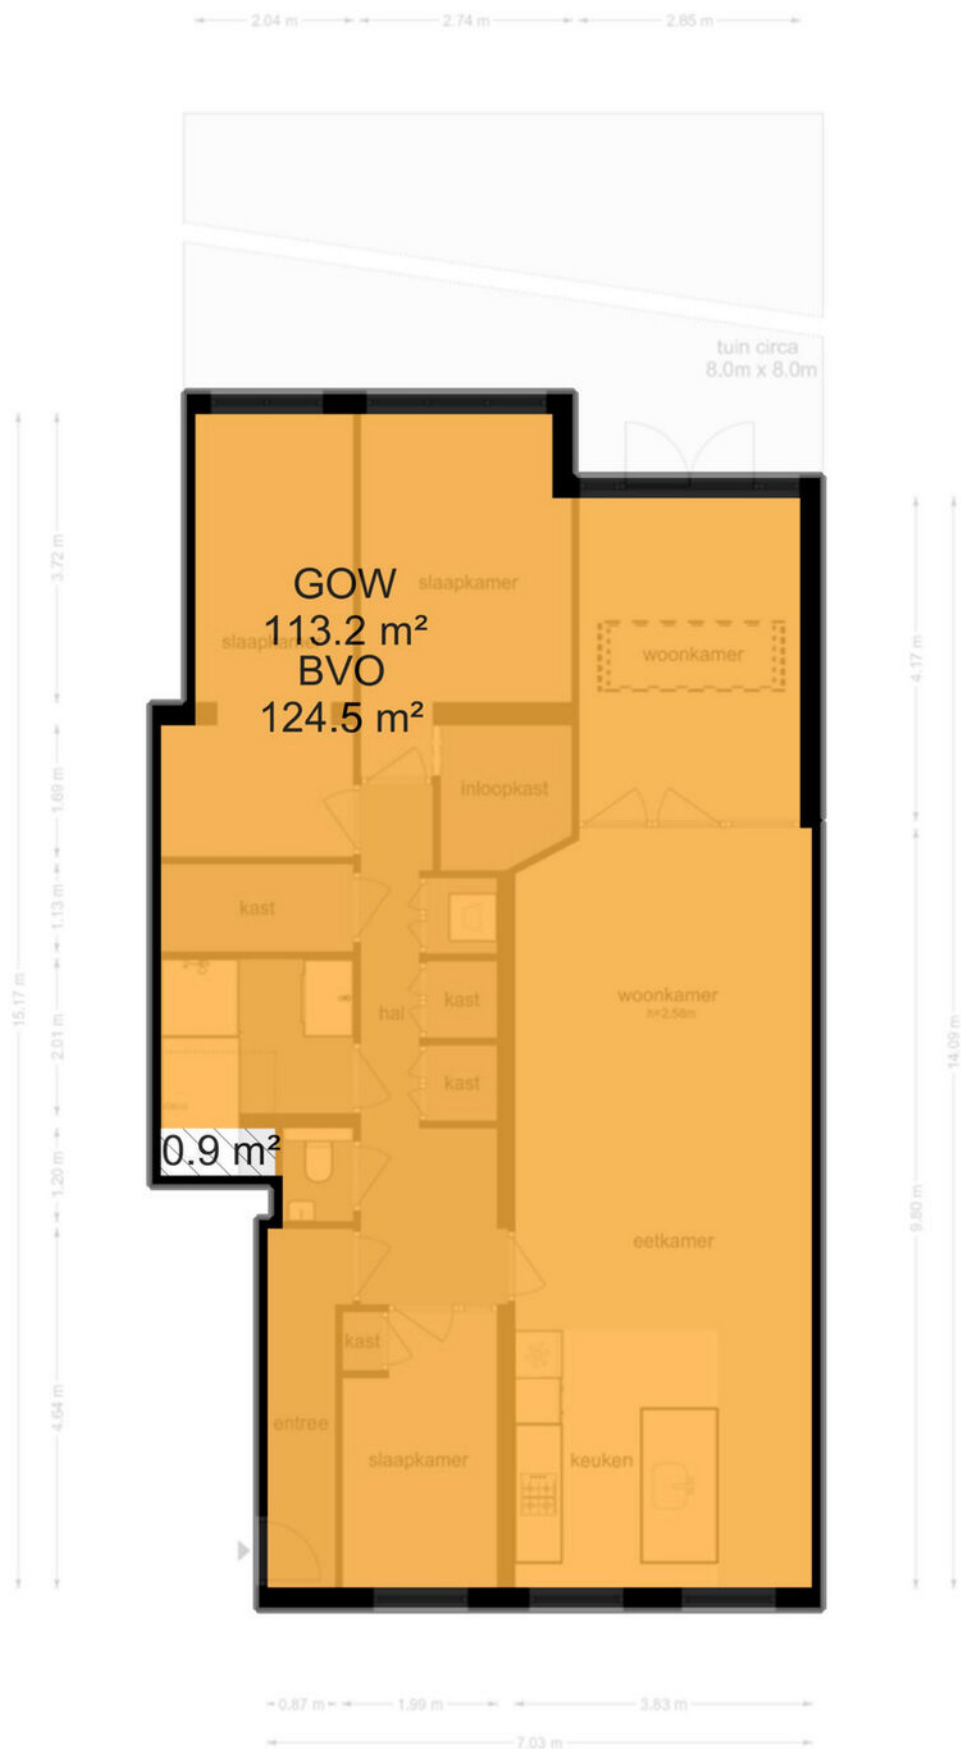 2.04 m
2.74 m
2.85 m
tuin circa
8.0m x 8.0m
GOW
113.2 m²
BVO
124.5 m²
slaapkamer
slaapkamer
woonkamer
inloopkast
kast
kast
kast
hal
woonkamer
h=2.58m
0.9 m²
eetkamer
kast
entree
slaapkamer
keuken
15.17 m
3.72 m
1.69 m
1.13 m
2.01 m
1.20 m
4.64 m
4.17 m
9.80 m
14.09 m
0.87 m
1.99 m
3.83 m
7.03 m